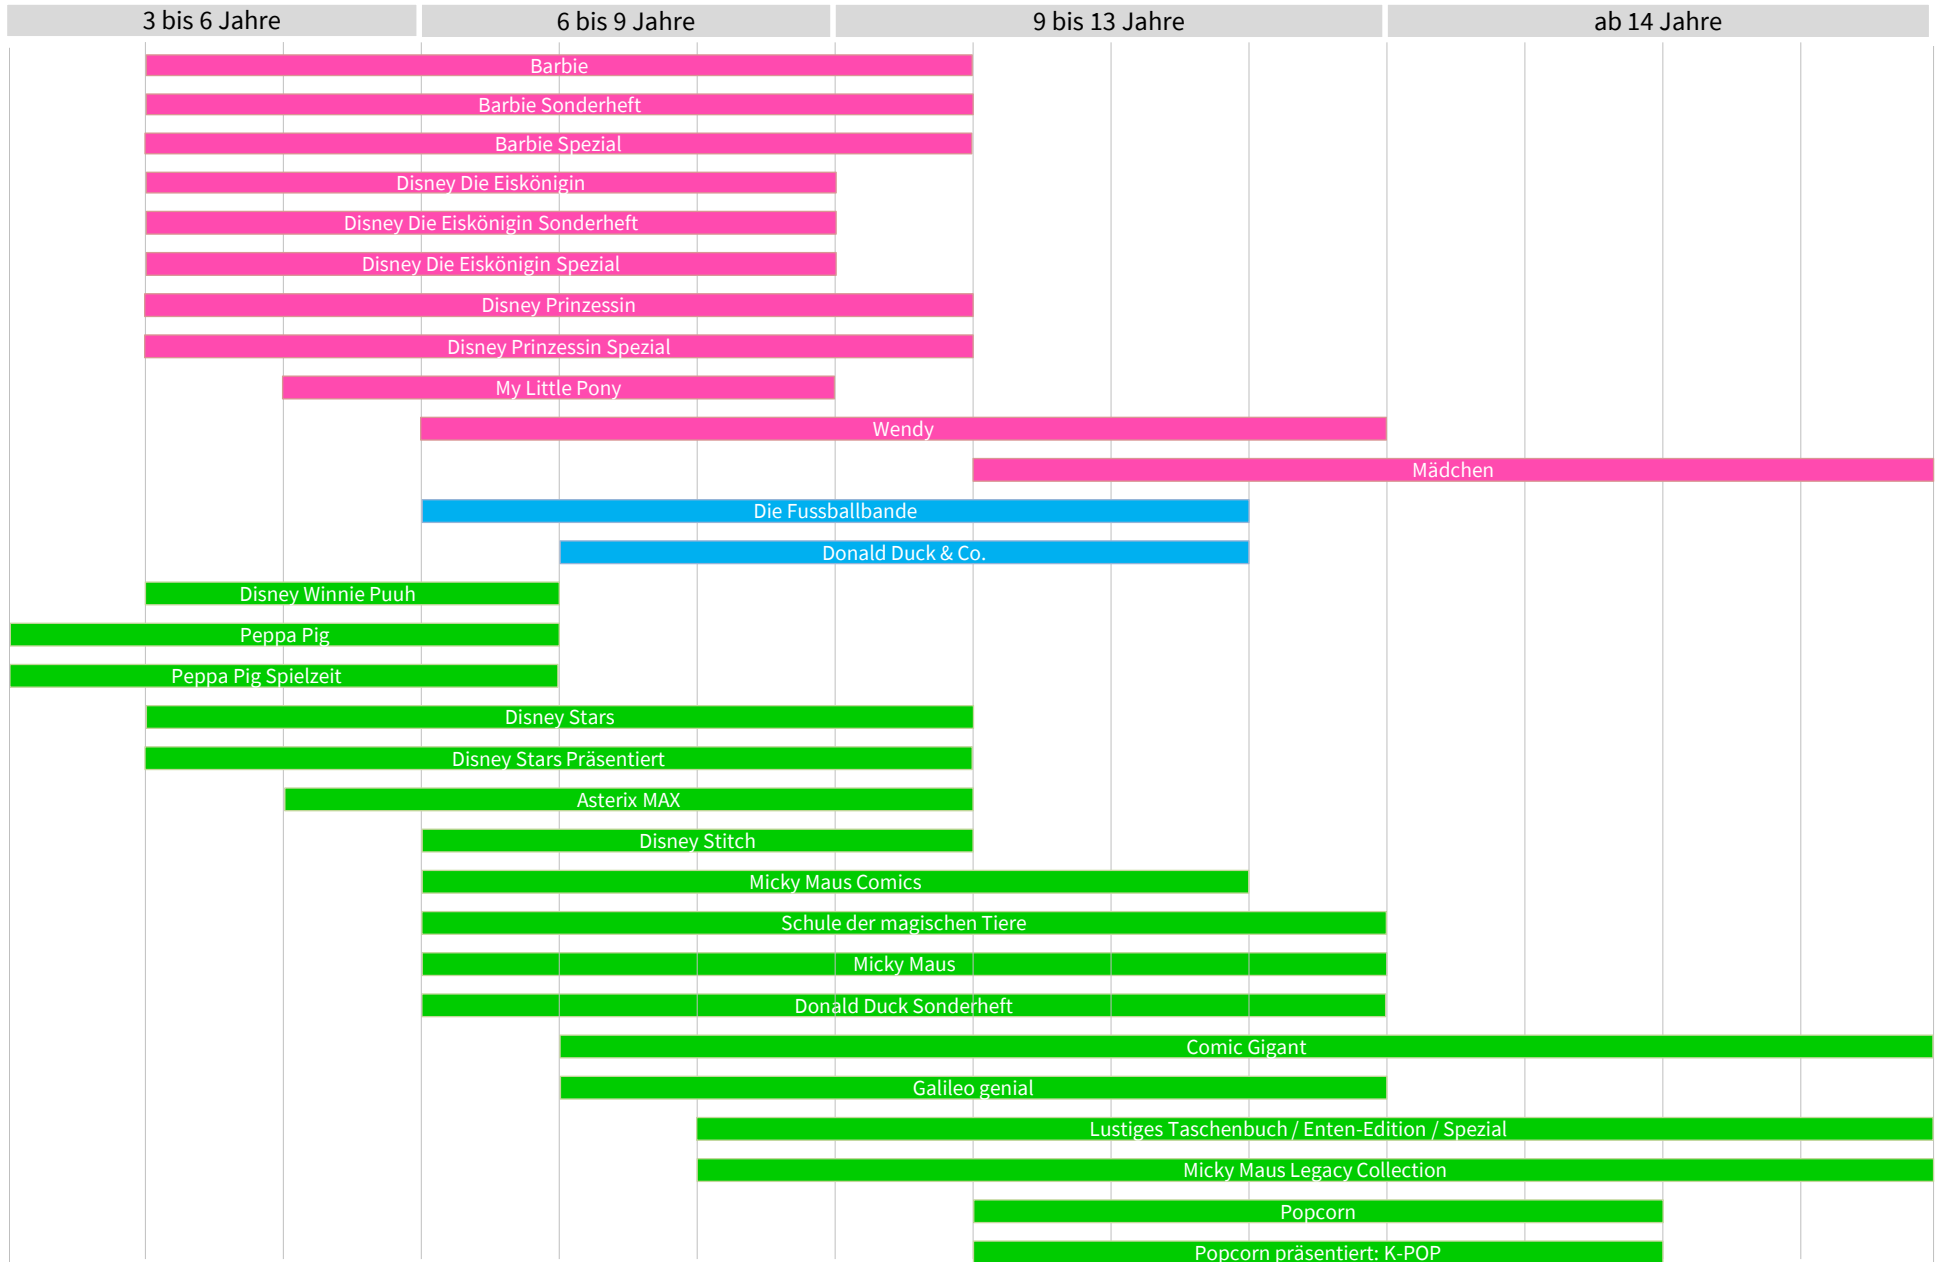 3 bis 6 Jahre 6 bis 9 Jahre 9 bis 13 Jahre ab 14 Jahre
Barbie
Barbie Sonderheft
Barbie Spezial
Disney Die Eiskönigin
Disney Die Eiskönigin Sonderheft
Disney Die Eiskönigin Spezial
Disney Prinzessin
Disney Prinzessin Spezial
My Little Pony
Wendy
Mädchen
Die Fussballbande
Donald Duck & Co.
Disney Winnie Puuh
Peppa Pig
Peppa Pig Spielzeit
Disney Stars
Disney Stars Präsentiert
Asterix MAX
Disney Stitch
Micky Maus Comics
Schule der magischen Tiere
Micky Maus
Donald Duck Sonderheft
Comic Gigant
Galileo genial
Lustiges Taschenbuch / Enten-Edition / Spezial
Micky Maus Legacy Collection
Popcorn
Popcorn präsentiert: K-POP